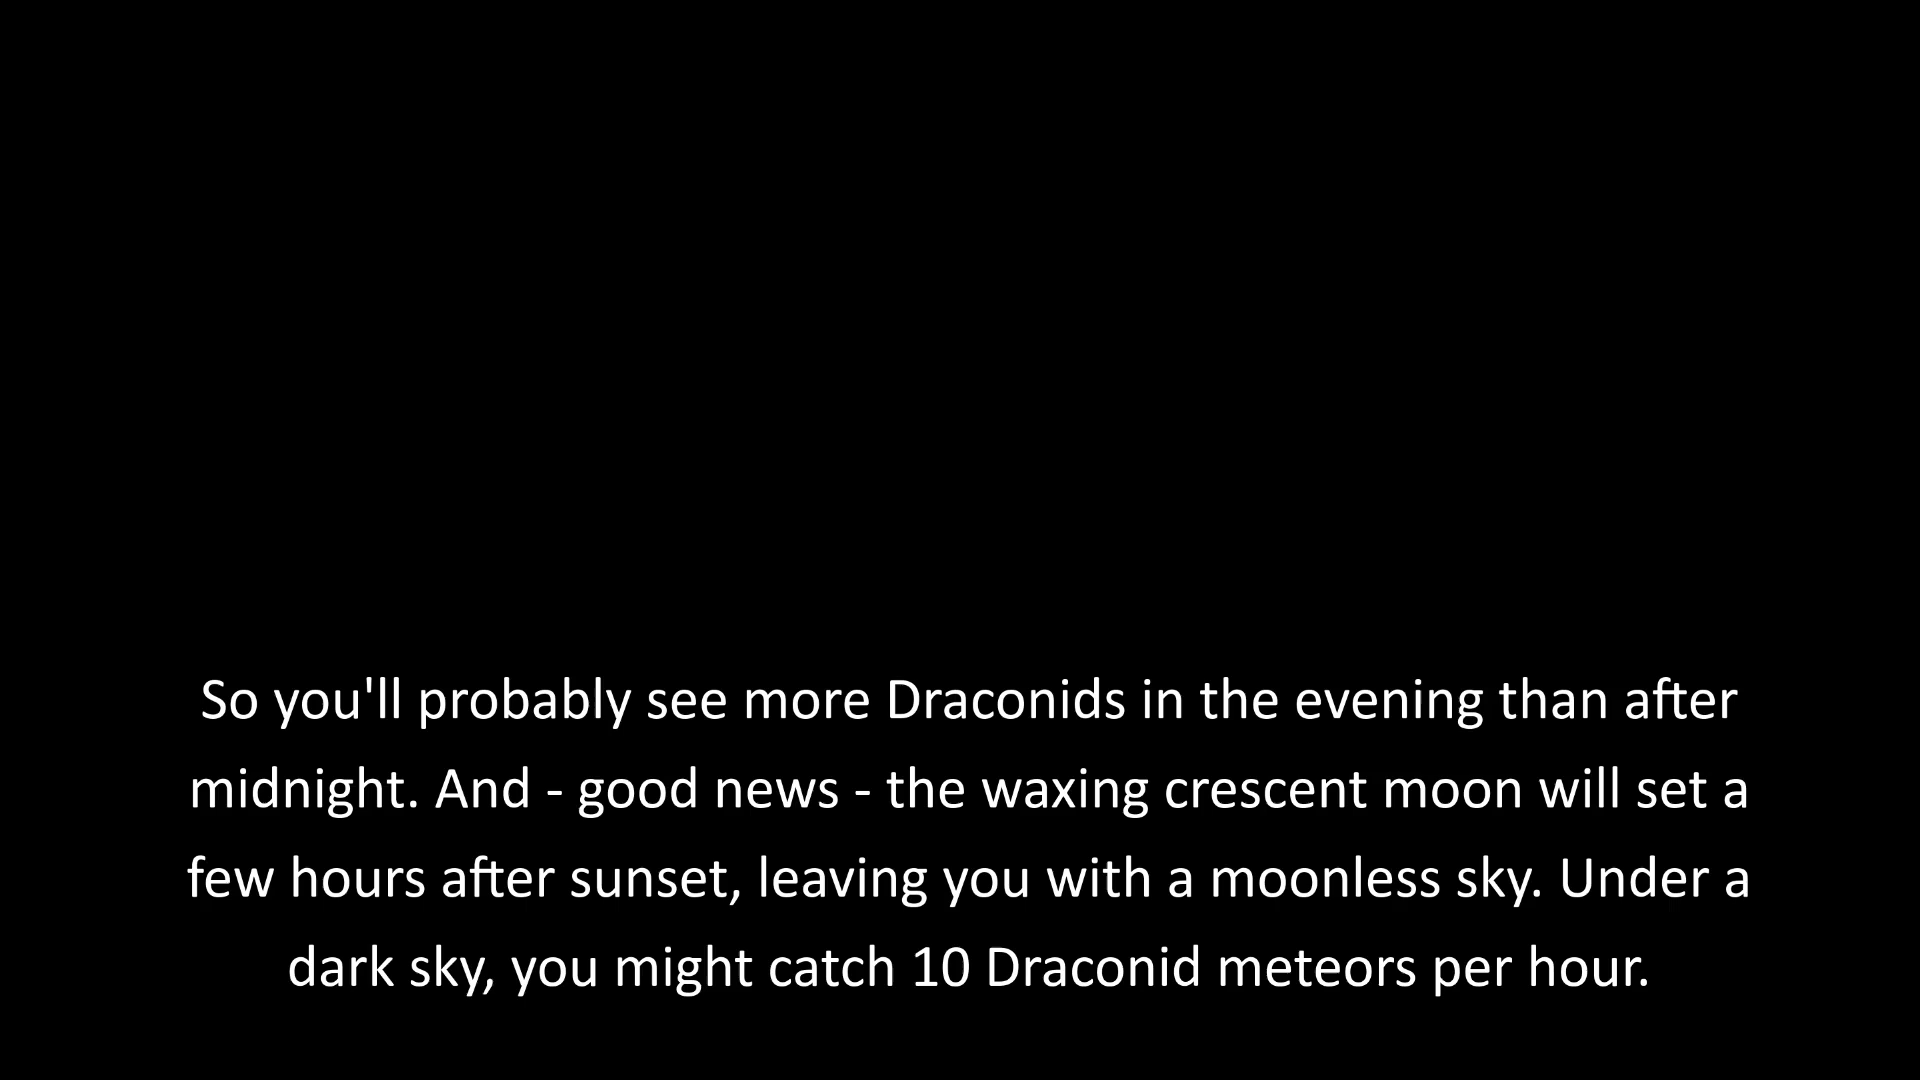 So you'll probably see more Draconids in the evening than after
midnight. And - good news - the waxing crescent moon will set a
few hours after sunset, leaving you with a moonless sky. Under a
dark sky, you might catch 10 Draconid meteors per hour.